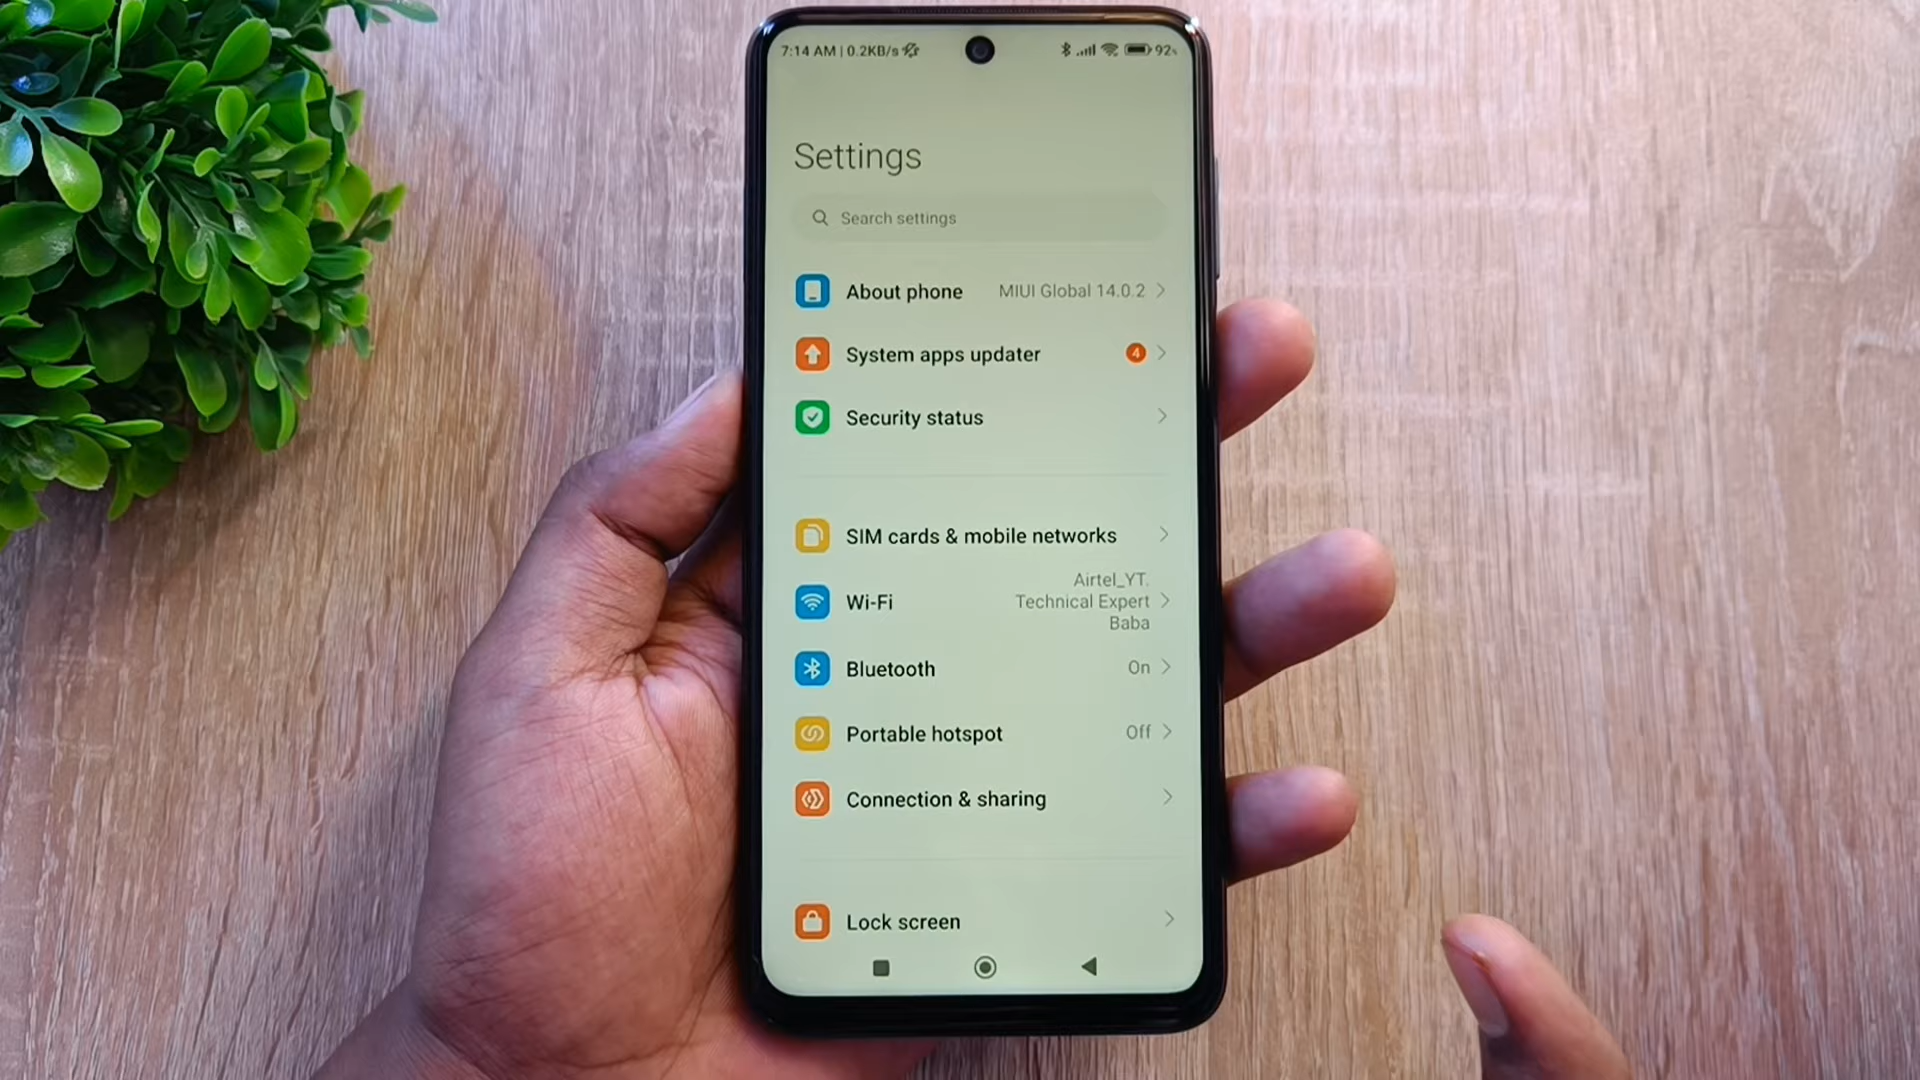 7:14 AM | 0.2KB/s
92%
Settings
Search settings
About phone MIUI Global 14.0.2
System apps updater 4
Security status
SIM cards & mobile networks
Airtel_YT.
Wi-Fi Technical Expert
Baba
Bluetooth On
Portable hotspot Off
Connection & sharing
Lock screen